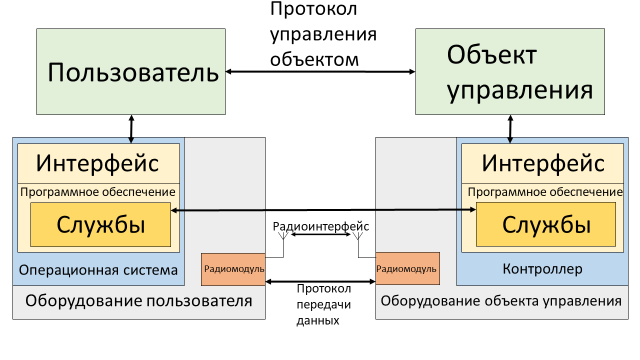 Протокол
управления
объектом
Пользователь
Объект
управления
Интерфейс
Программное обеспечение
Службы
Операционная система
Радиомодуль
Оборудование пользователя
Радиоинтерфейс
Протокол
передачи
данных
Интерфейс
Программное обеспечение
Службы
Контроллер
Радиомодуль
Оборудование объекта управления